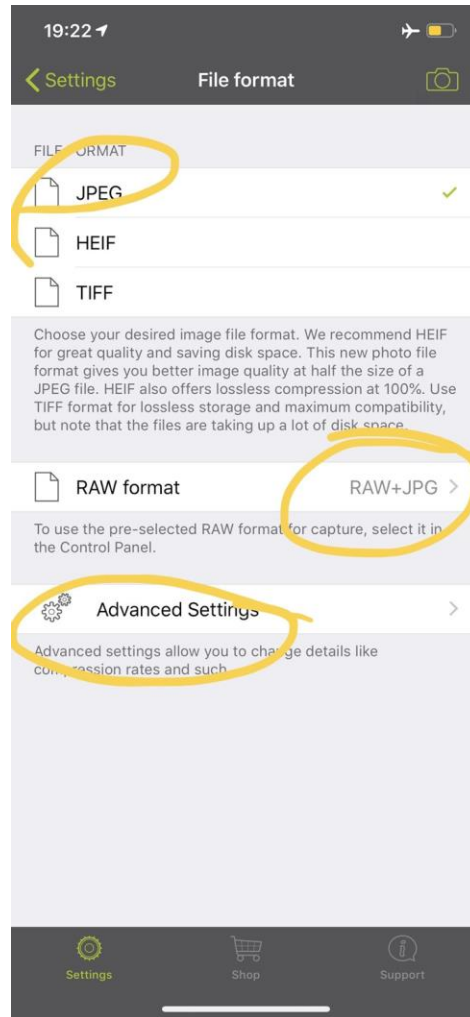 19:22
Settings
File format
FILE FORMAT
JPEG
HEIF
TIFF
Choose your desired image file format. We recommend HEIF
for great quality and saving disk space. This new photo file
format gives you better image quality at half the size of a
JPEG file. HEIF also offers lossless compression at 100%. Use
TIFF format for lossless storage and maximum compatibility,
but note that the files are taking up a lot of disk space.
RAW format RAW+JPG
To use the pre-selected RAW format for capture, select it in
the Control Panel.
Advanced Settings
Advanced settings allow you to change details like
compression rates and such.
Settings
Shop
Support